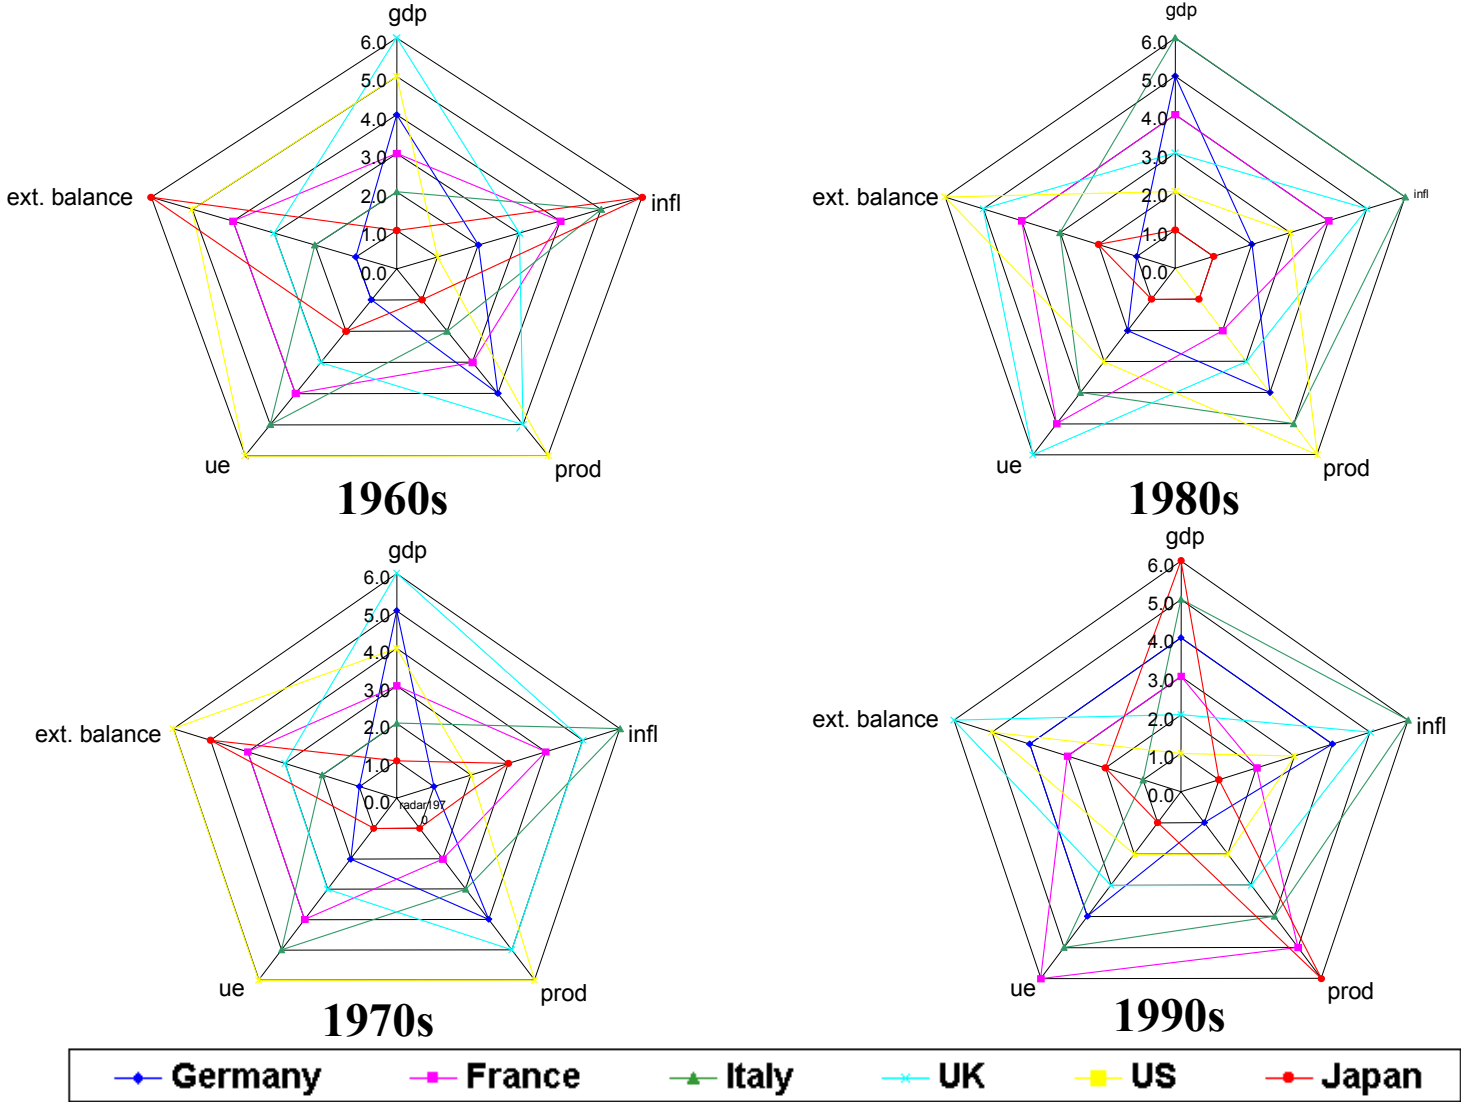 gdp
6.0
5.0
4.0
3.0
2.0
1.0
0.0
ext. balance
infl
ue
prod
1960s
gdp
6.0
5.0
4.0
3.0
2.0
1.0
0.0
ext. balance
infl
ue
prod
1980s
gdp
6.0
5.0
4.0
3.0
2.0
1.0
0.0
radar197
0
ext. balance
infl
ue
prod
1970s
gdp
6.0
5.0
4.0
3.0
2.0
1.0
0.0
ext. balance
infl
ue
prod
1990s
Germany France Italy UK US Japan